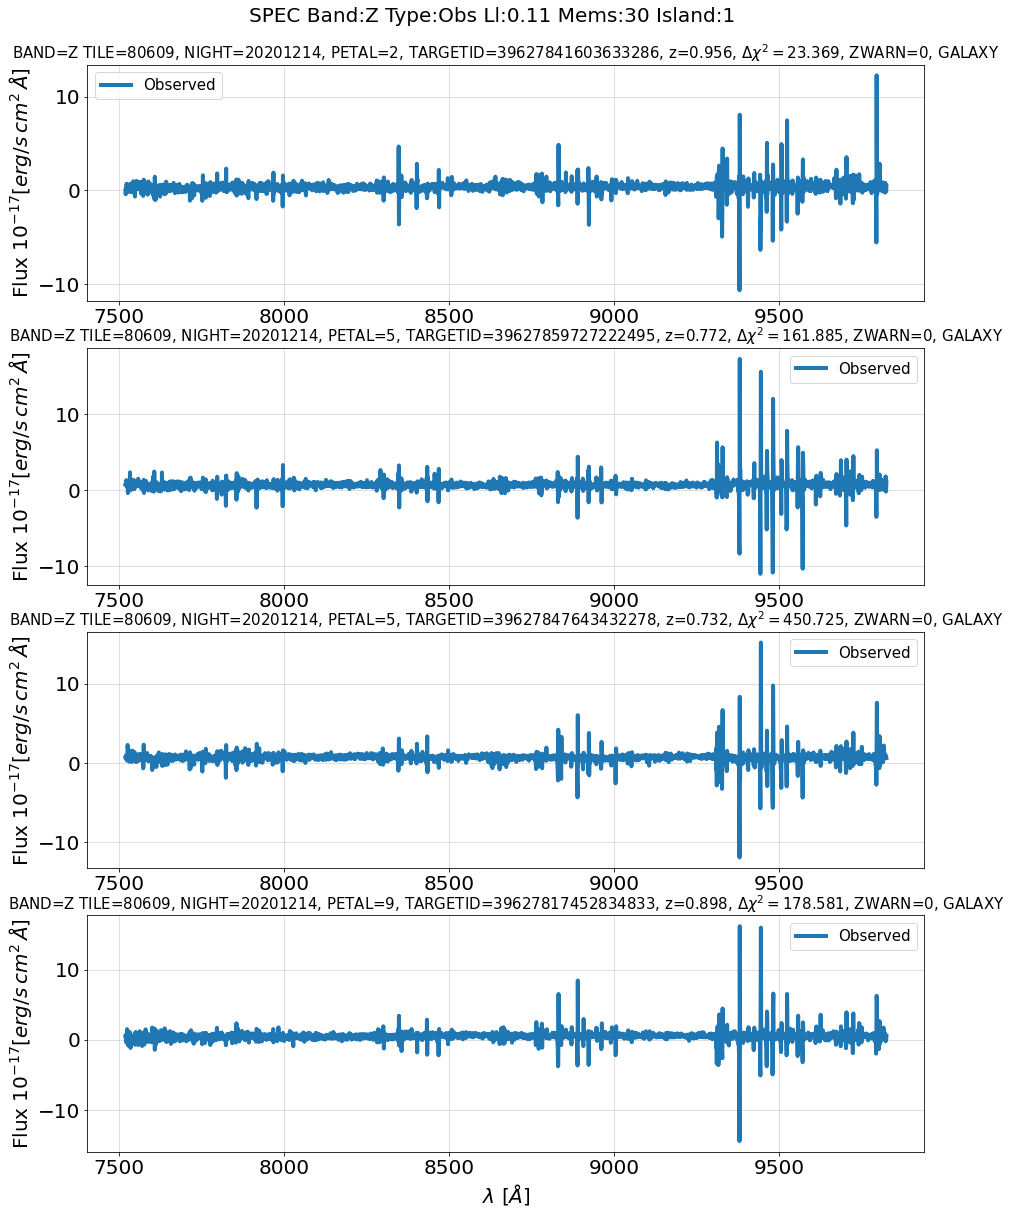 SPEC Band:Z Type:Obs Ll:0.11 Mems:30 Island:1
BAND=Z TILE=80609, NIGHT=20201214, PETAL=2, TARGETID=39627841603633286, z=0.956, Δχ² = 23.369, ZWARN=0, GALAXY
Flux 10⁻¹⁷[erg/s cm² Å]
10
0
−10
Observed
7500 8000 8500 9000 9500
BAND=Z TILE=80609, NIGHT=20201214, PETAL=5, TARGETID=39627859727222495, z=0.772, Δχ² = 161.885, ZWARN=0, GALAXY
Flux 10⁻¹⁷[erg/s cm² Å]
10
0
−10
Observed
7500 8000 8500 9000 9500
BAND=Z TILE=80609, NIGHT=20201214, PETAL=5, TARGETID=39627847643432278, z=0.732, Δχ² = 450.725, ZWARN=0, GALAXY
Flux 10⁻¹⁷[erg/s cm² Å]
10
0
−10
Observed
7500 8000 8500 9000 9500
BAND=Z TILE=80609, NIGHT=20201214, PETAL=9, TARGETID=39627817452834833, z=0.898, Δχ² = 178.581, ZWARN=0, GALAXY
Flux 10⁻¹⁷[erg/s cm² Å]
10
0
−10
Observed
7500 8000 8500 9000 9500
λ [Å]